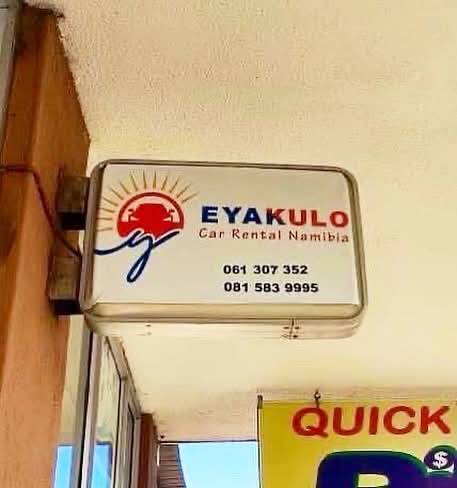 EYAKULO
Car Rental Namibia
061 307 352
081 583 9995
QUICK
$